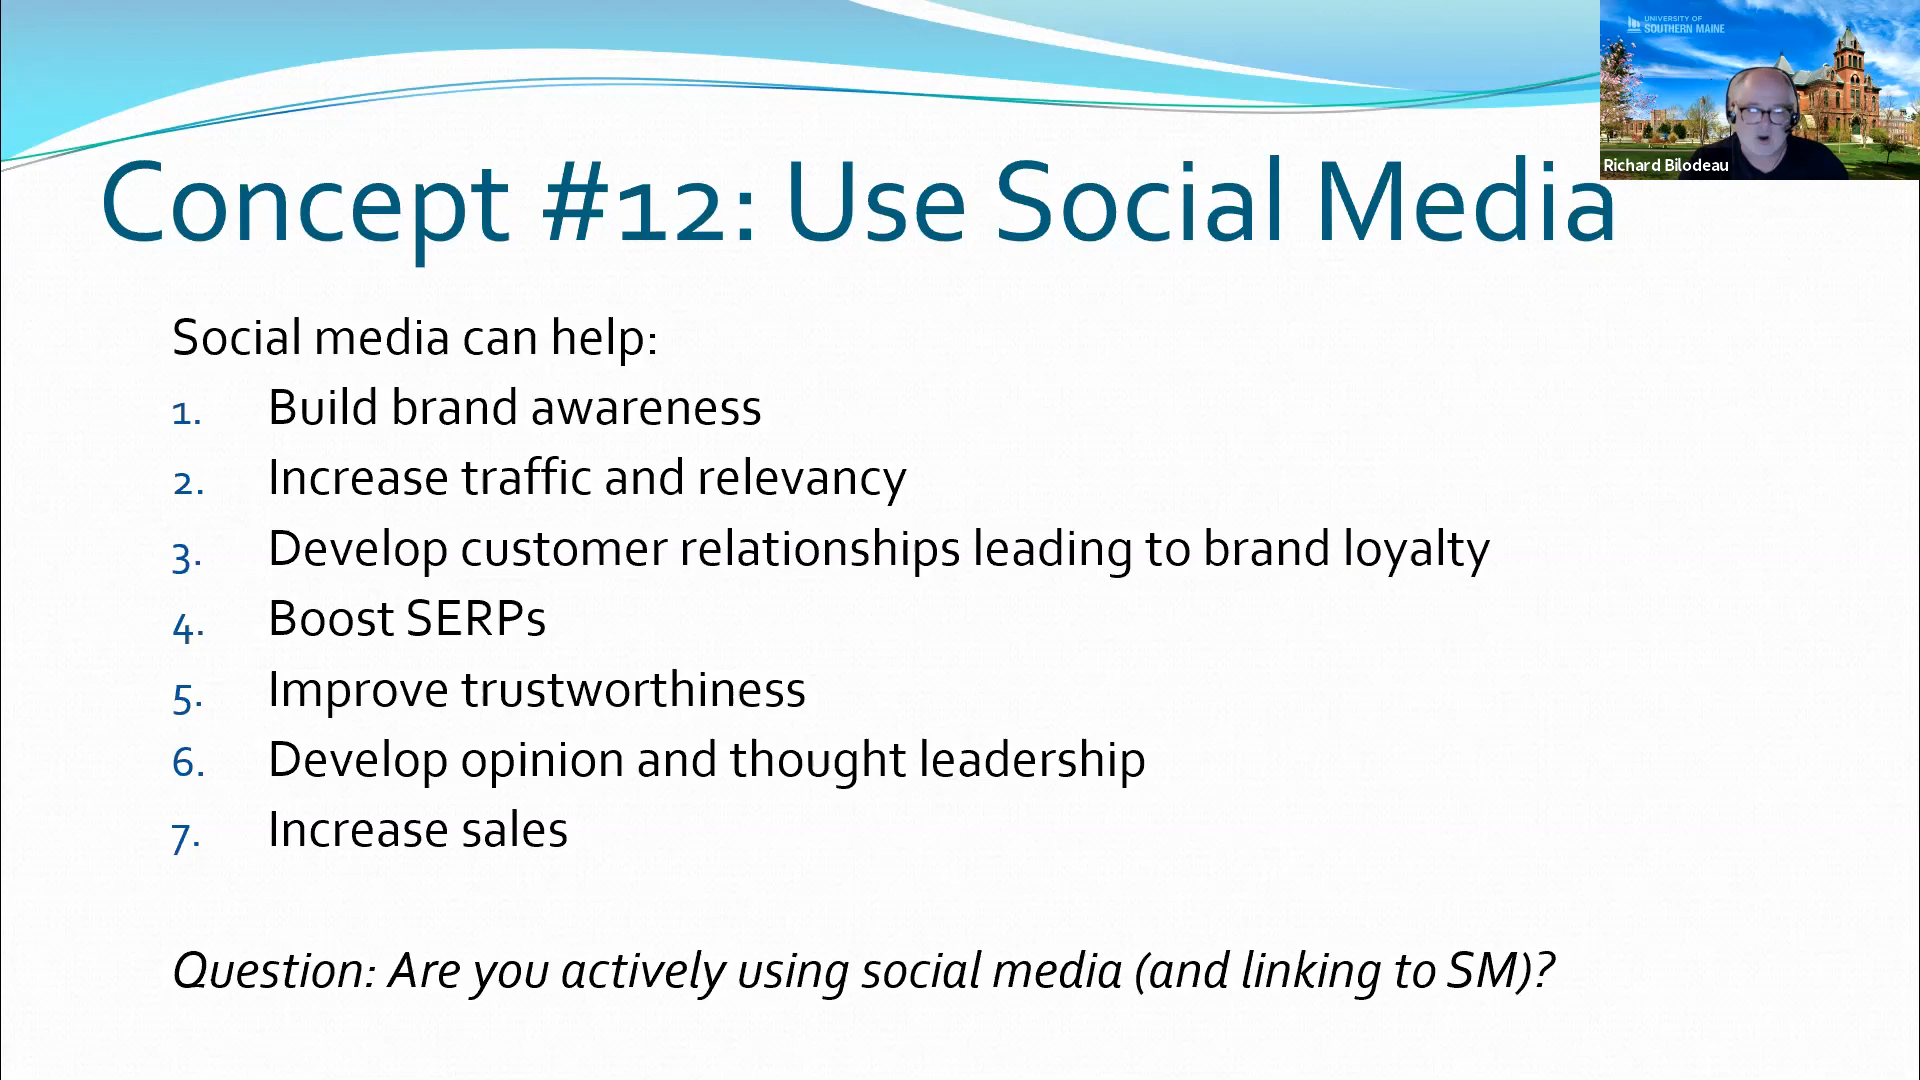 UNIVERSITY OF
SOUTHERN MAINE
Richard Bilodeau
Concept #12: Use Social Media
Social media can help:
1. Build brand awareness
2. Increase traffic and relevancy
3. Develop customer relationships leading to brand loyalty
4. Boost SERPs
5. Improve trustworthiness
6. Develop opinion and thought leadership
7. Increase sales
Question: Are you actively using social media (and linking to SM)?